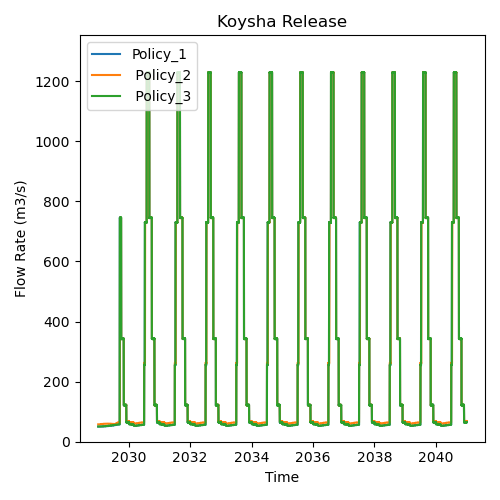 Koysha Release
Policy_1
Policy_2
Policy_3
Flow Rate (m3/s)
1200
1000
800
600
400
200
0
2030 2032 2034 2036 2038 2040
Time